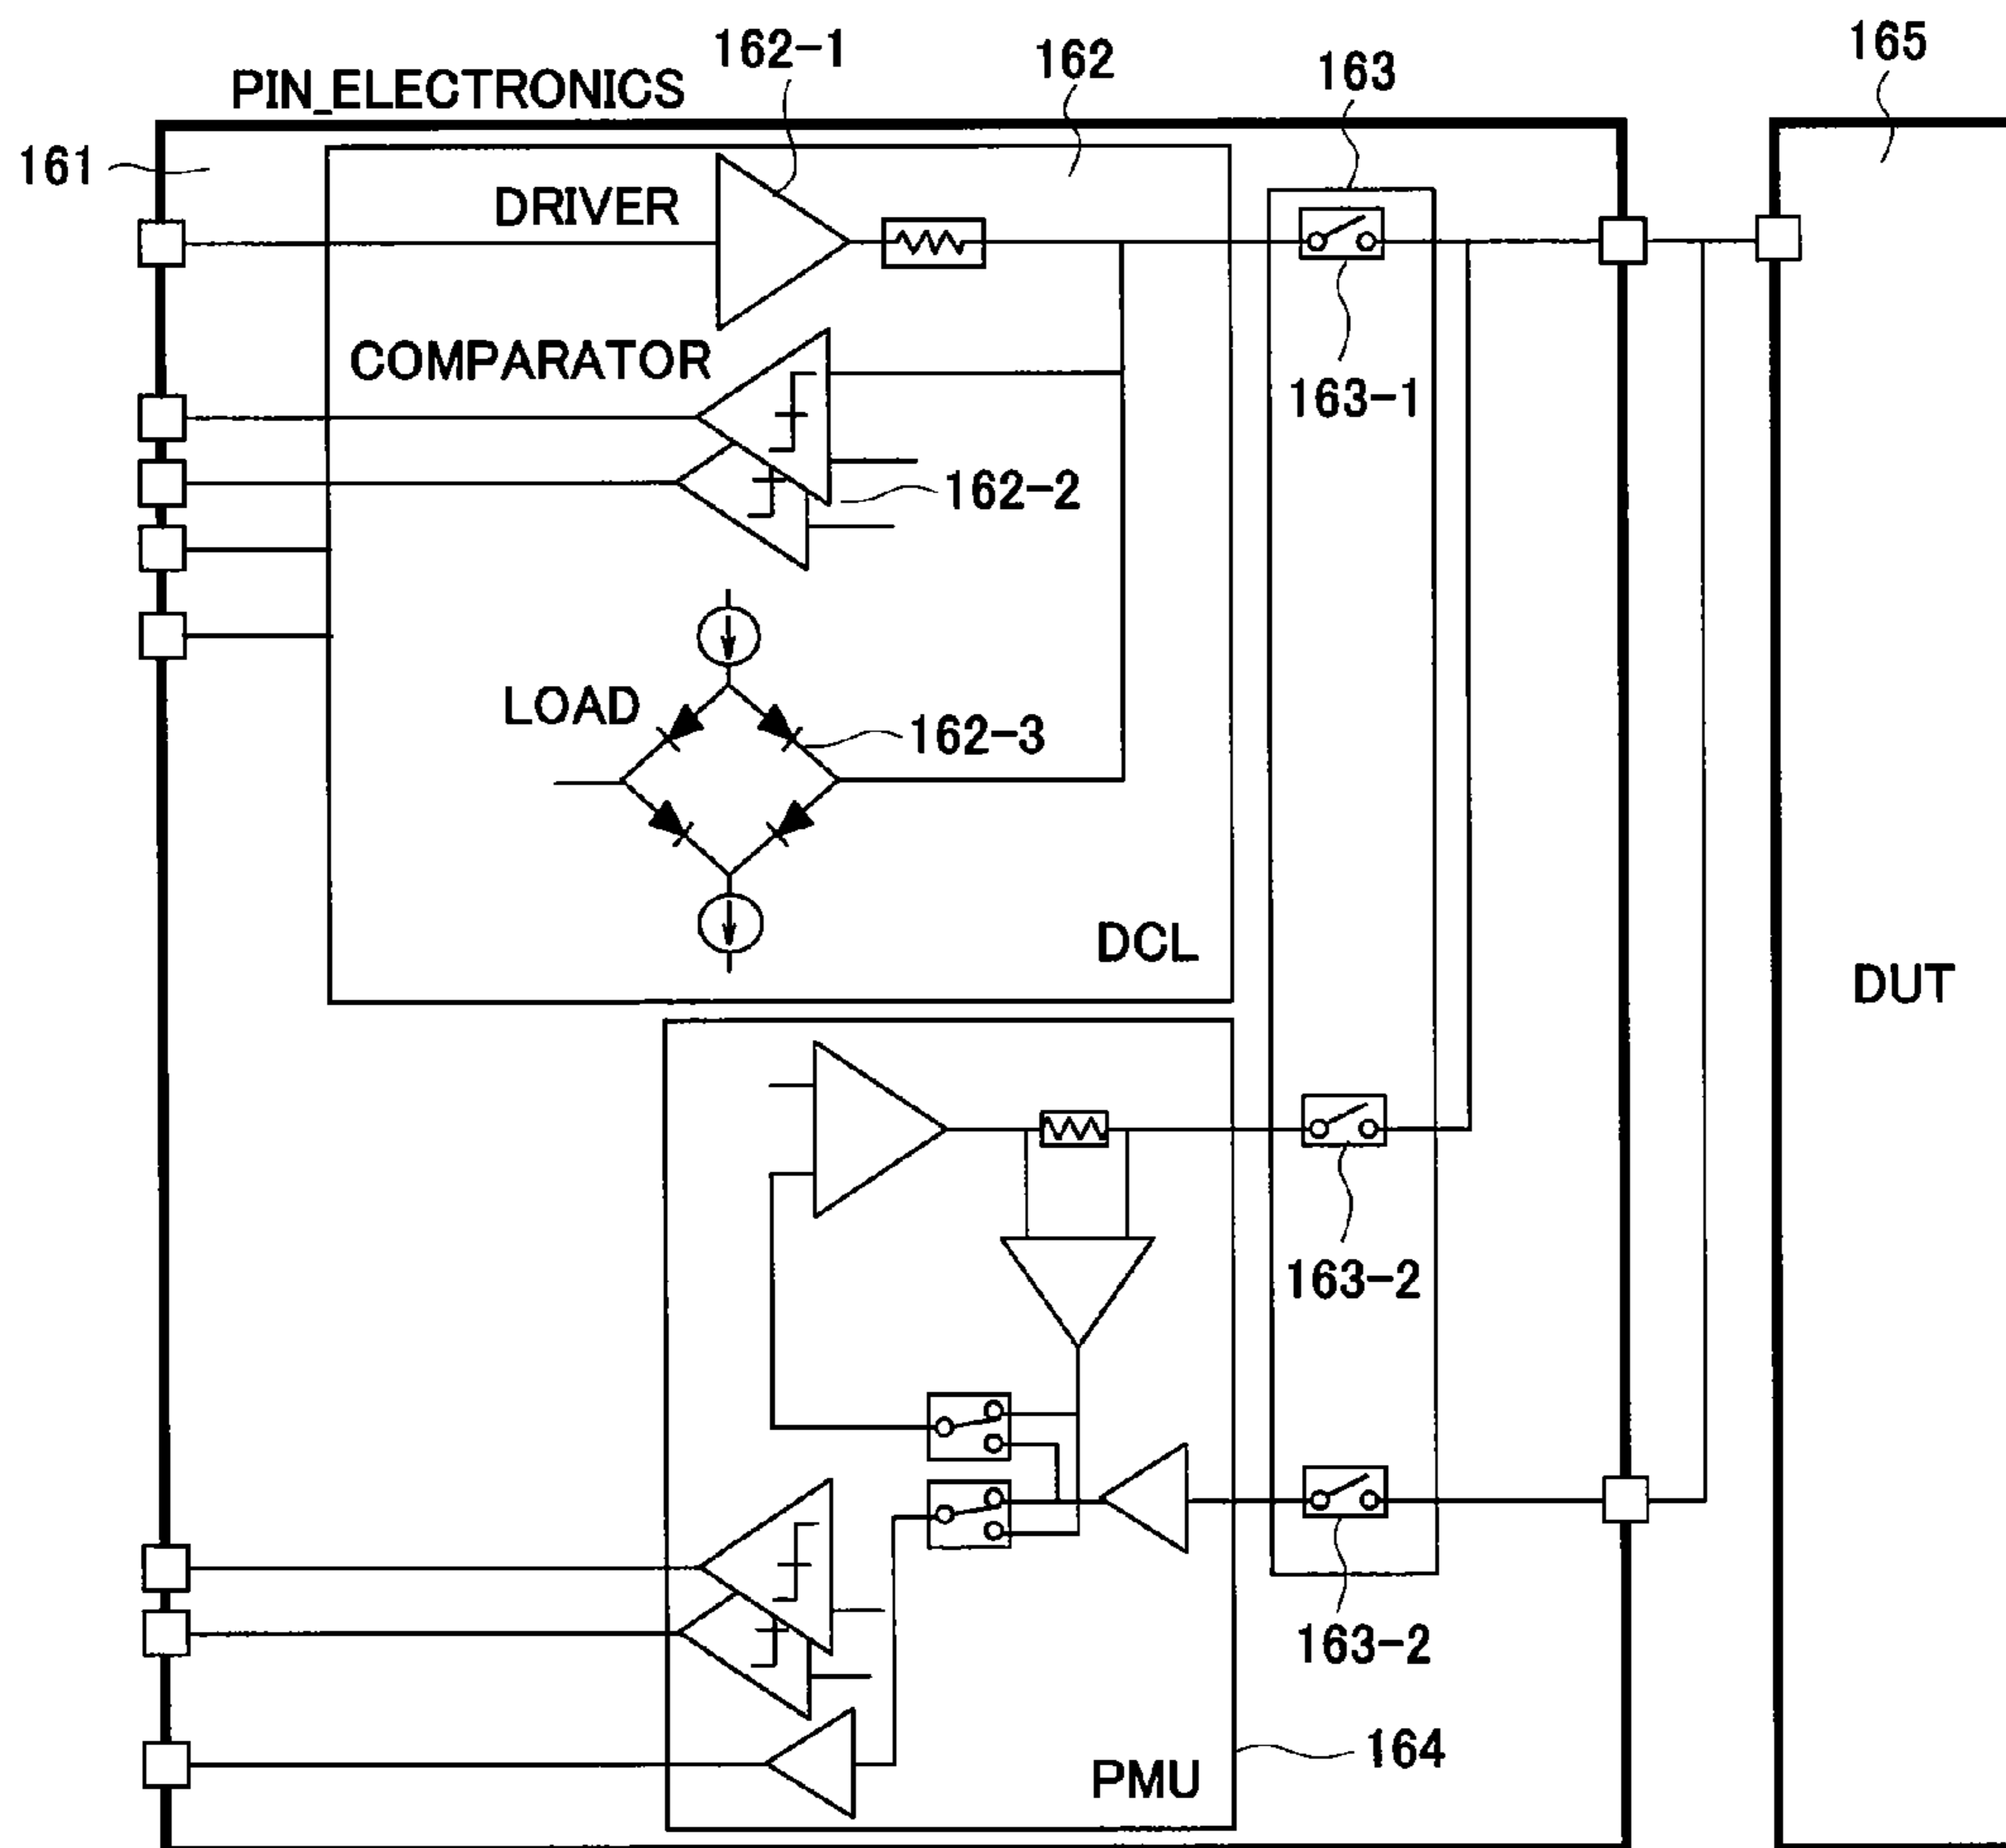 162-1
162
163
165
PIN_ELECTRONICS
161
DRIVER
COMPARATOR
163-1
162-2
LOAD
162-3
DCL
DUT
163-2
163-2
164
PMU